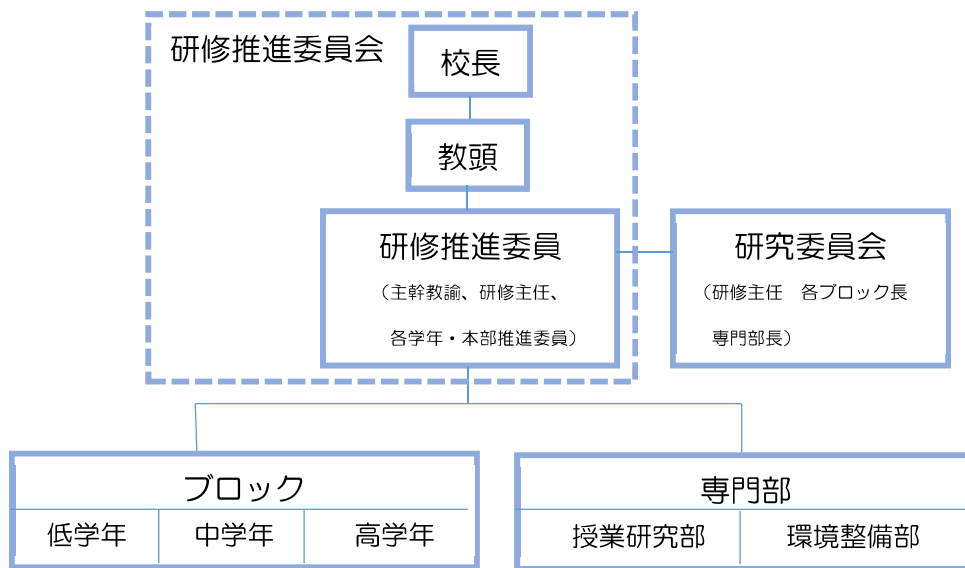 研修推進委員会
校長
教頭
研修推進委員
（主幹教諭、研修主任、
各学年・本部推進委員）
研究委員会
（研修主任　各ブロック長
専門部長）
ブロック
低学年
中学年
高学年
専門部
授業研究部
環境整備部